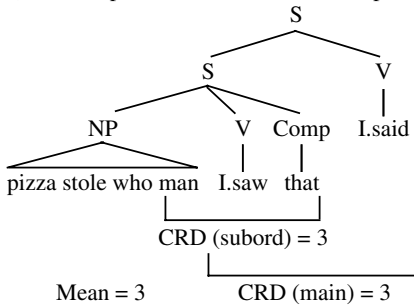 S
S V
NP V Comp I.said
pizza stole who man I.saw that
CRD (subord) = 3
Mean = 3 CRD (main) = 3